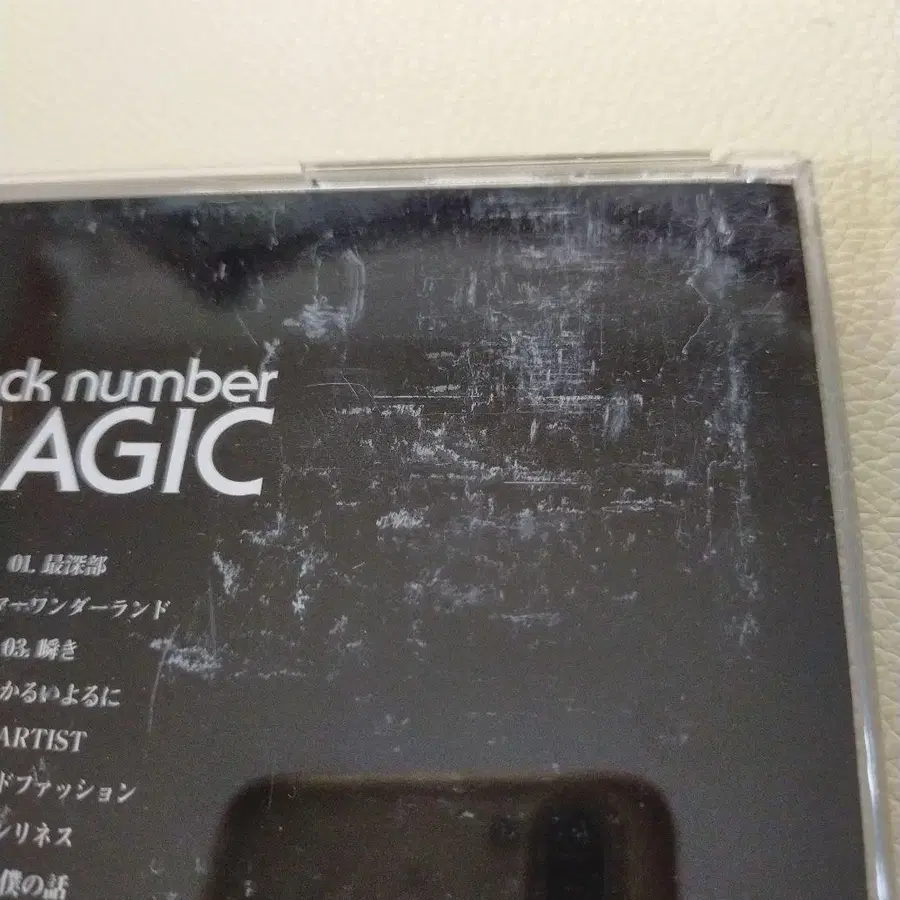 ck number
AGIC
01. 最深部
ワンダーランド
03. 瞬き
かるいよるに
ARTIST
ドファッション
ンリネス
僕の話